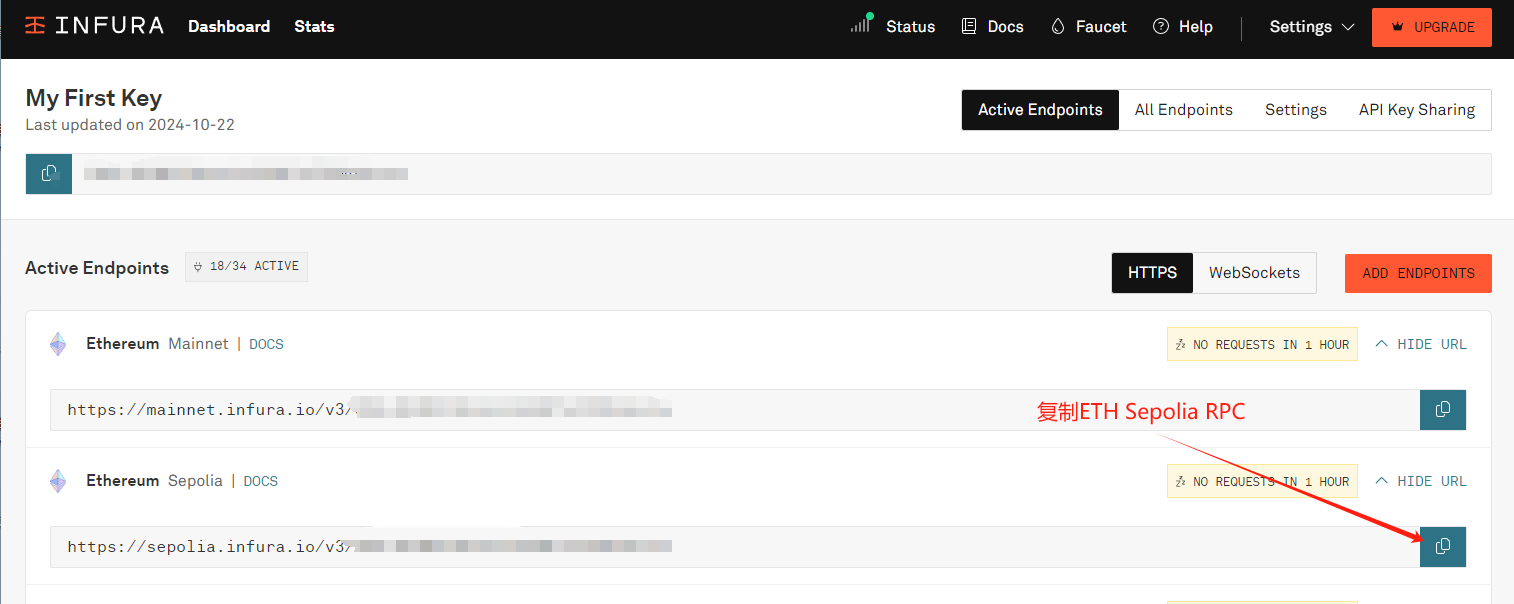 INFURA Dashboard Stats Status Docs Faucet Help Settings UPGRADE
My First Key
Last updated on 2024-10-22
Active Endpoints All Endpoints Settings API Key Sharing
Active Endpoints 18/34 ACTIVE HTTPS WebSockets ADD ENDPOINTS
Ethereum Mainnet | DOCS NO REQUESTS IN 1 HOUR HIDE URL
https://mainnet.infura.io/v3/
复制ETH Sepolia RPC
Ethereum Sepolia | DOCS NO REQUESTS IN 1 HOUR HIDE URL
https://sepolia.infura.io/v3/